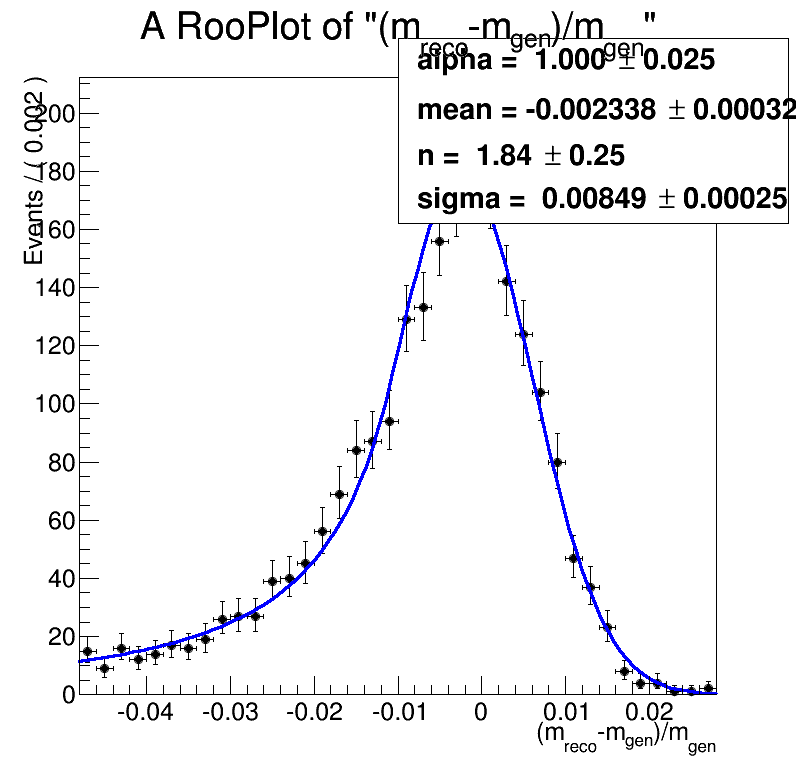 A RooPlot of "(m_reco-m_gen)/m_gen"
alpha = 1.000 ± 0.025
mean = -0.002338 ± 0.00032
n = 1.84 ± 0.25
sigma = 0.00849 ± 0.00025
Events / ( 0.002 )
200
180
160
140
120
100
80
60
40
20
0
-0.04 -0.03 -0.02 -0.01 0 0.01 0.02
(m_reco-m_gen)/m_gen